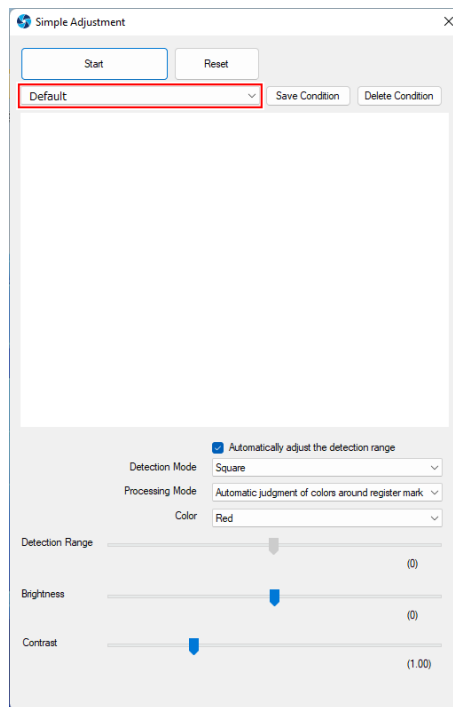 Simple Adjustment
Start Reset
Default Save Condition Delete Condition
Automatically adjust the detection range
Detection Mode Square
Processing Mode Automatic judgment of colors around register mark
Color Red
Detection Range
(0)
Brightness
(0)
Contrast
(1.00)